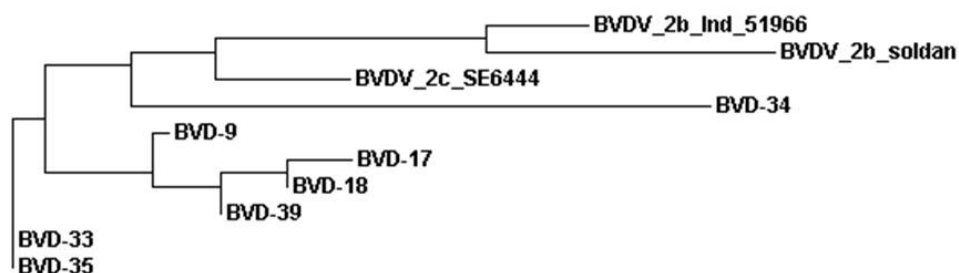 BVDV_2b_Ind_51966
BVDV_2b_soldan
BVDV_2c_SE6444
BVD-34
BVD-9
BVD-17
BVD-18
BVD-39
BVD-33
BVD-35